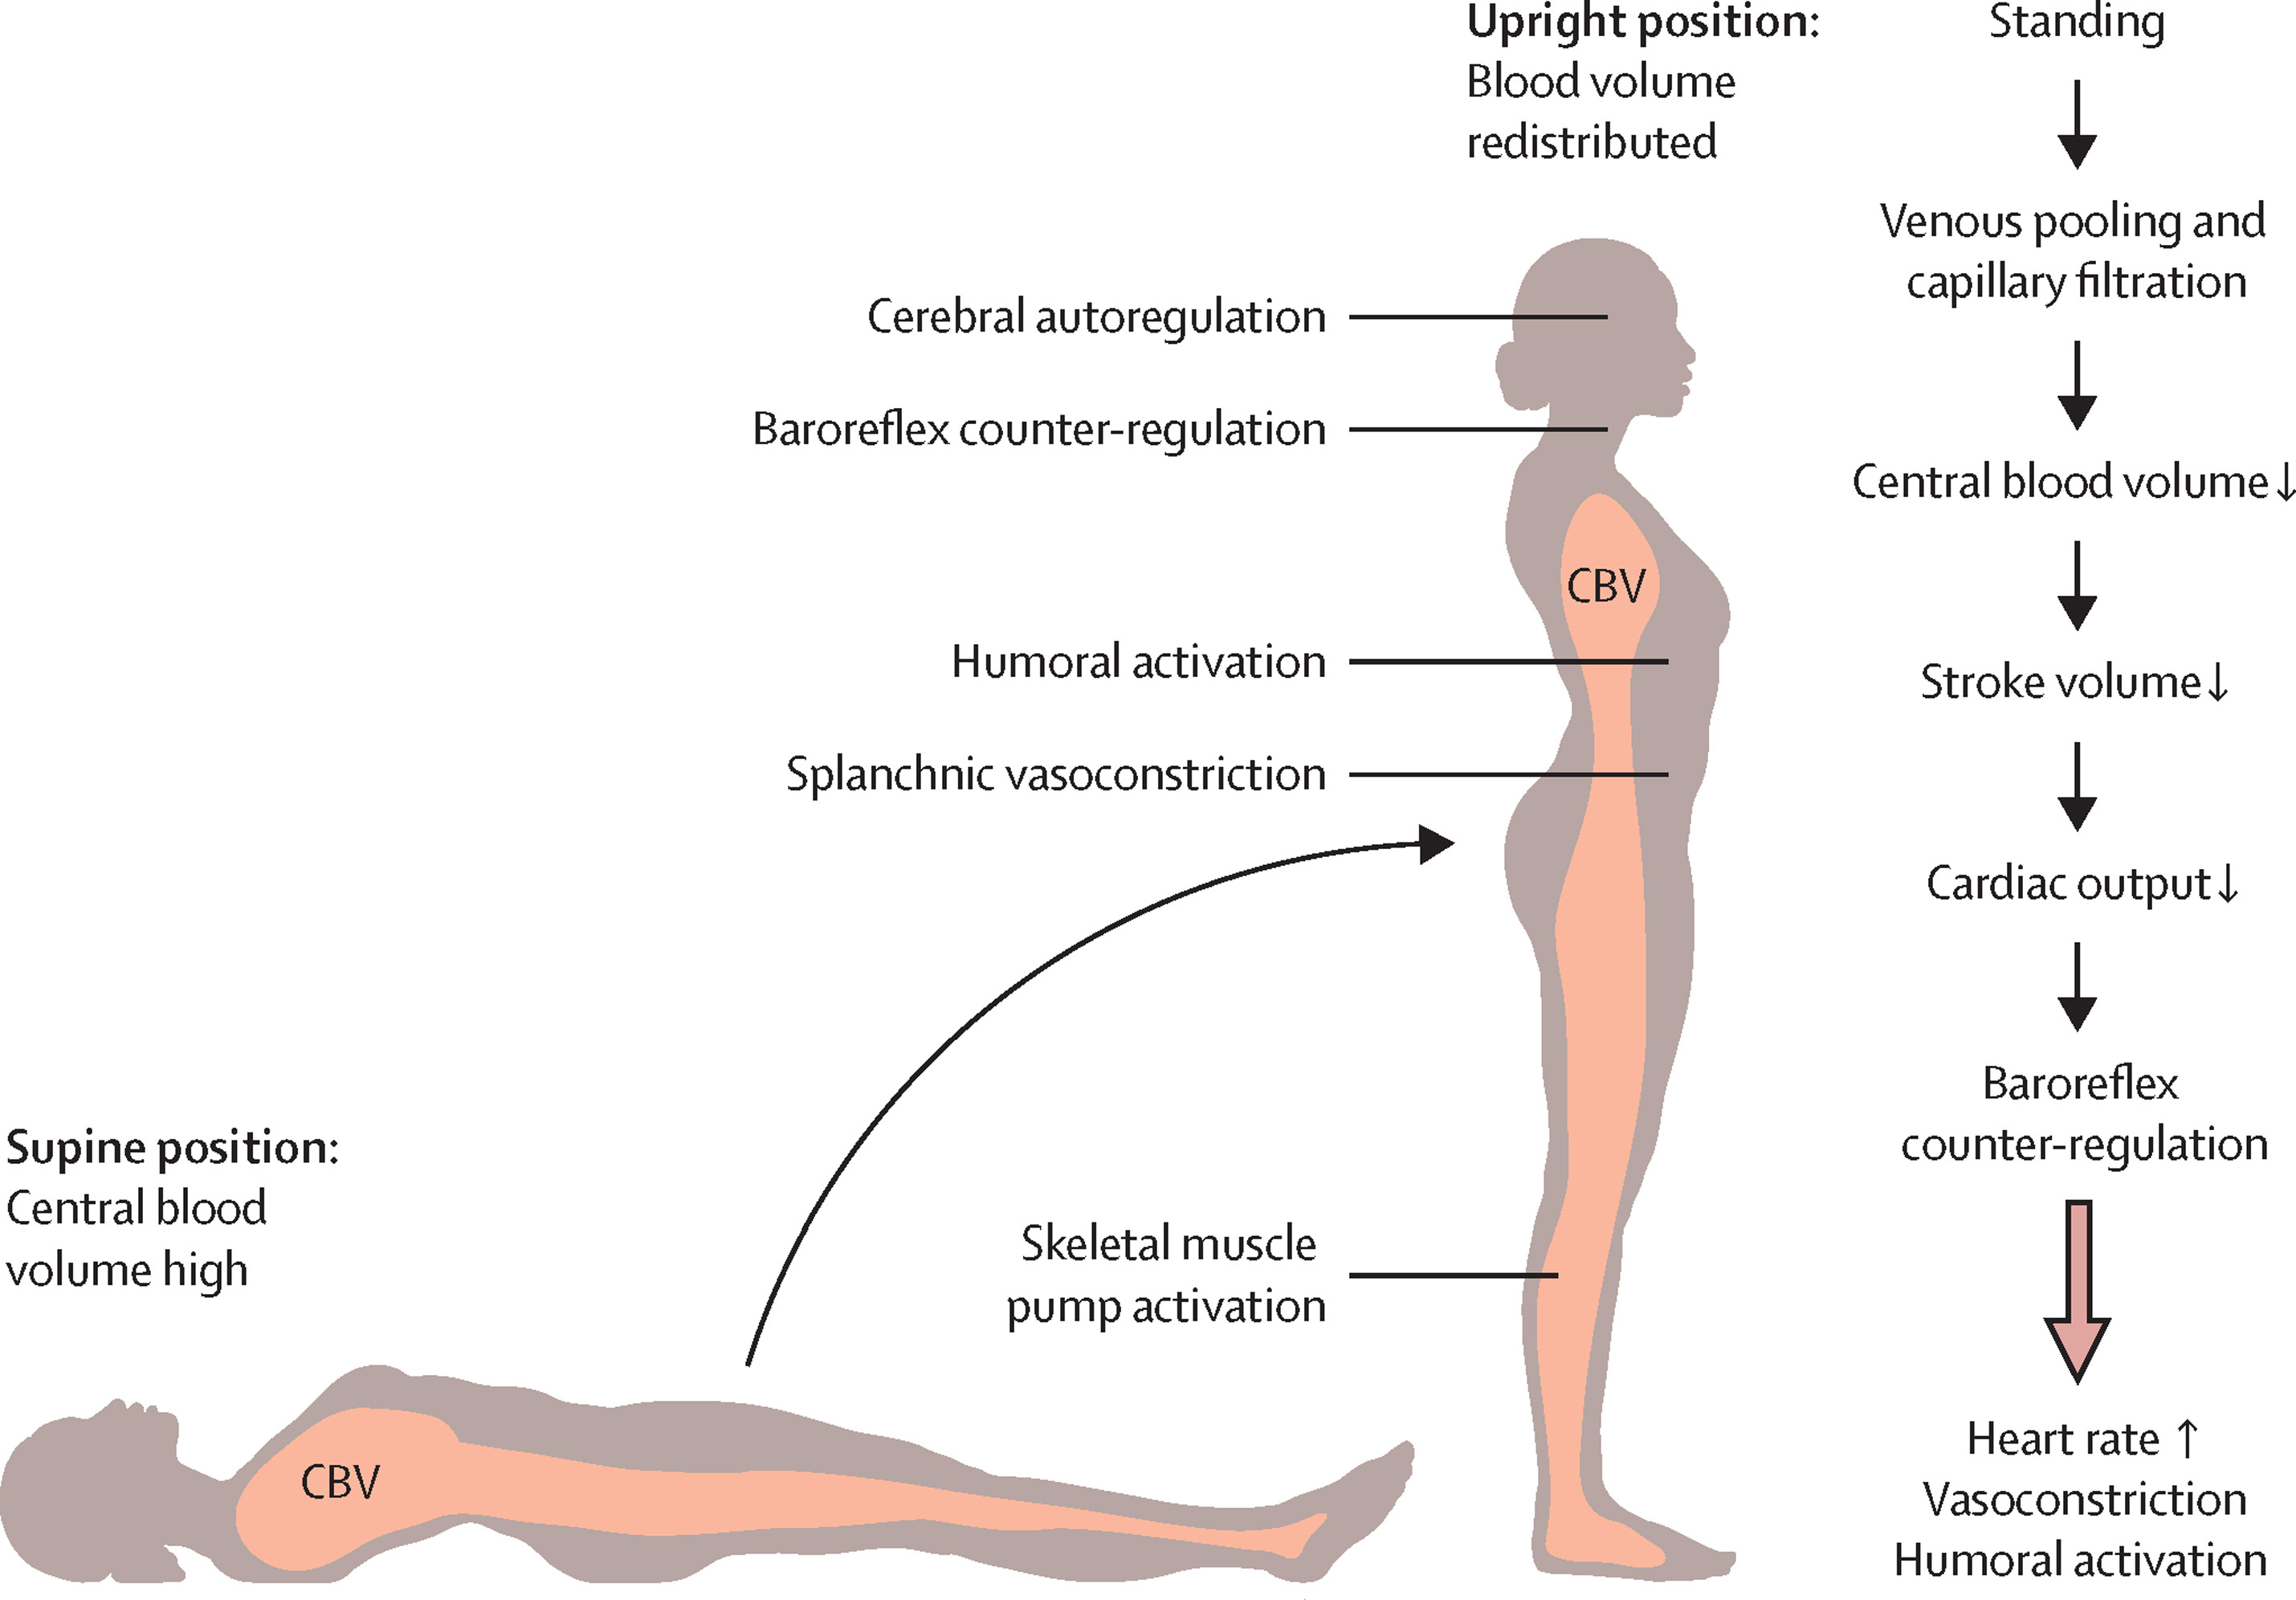 Upright position:
Blood volume
redistributed
Cerebral autoregulation
Baroreflex counter-regulation
CBV
Humoral activation
Splanchnic vasoconstriction
Skeletal muscle
pump activation
Supine position:
Central blood
volume high
CBV
Standing
Venous pooling and
capillary filtration
Central blood volume↓
Stroke volume↓
Cardiac output↓
Baroreflex
counter-regulation
Heart rate ↑
Vasoconstriction
Humoral activation